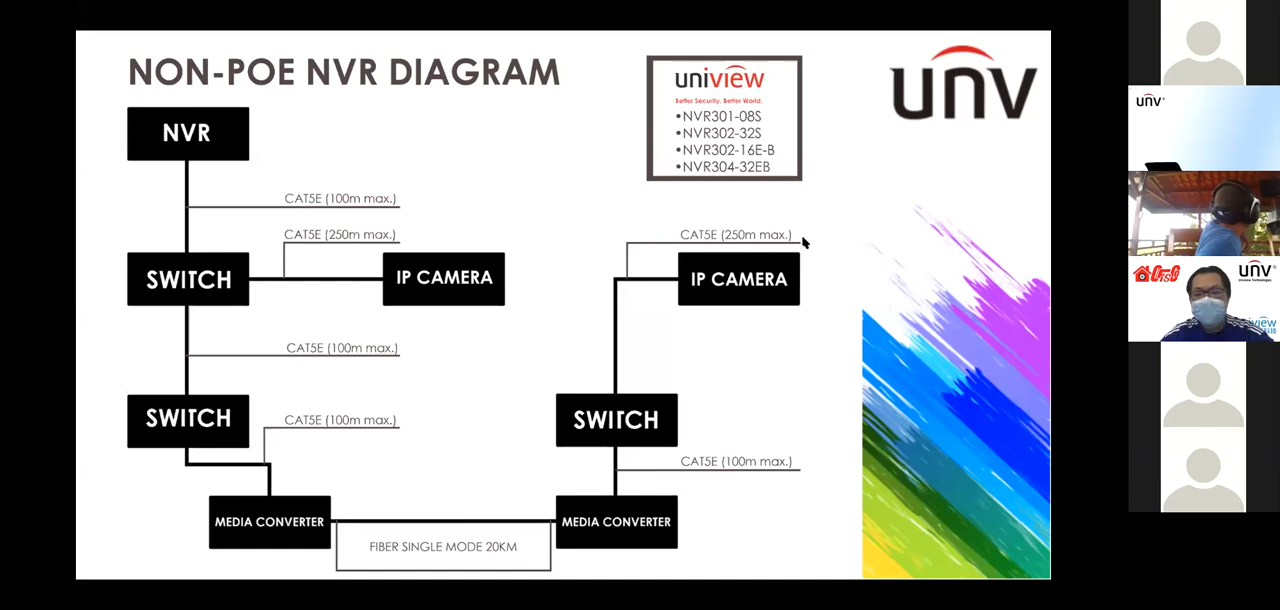 NON-POE NVR DIAGRAM
uniview
Better Security, Better World.
•NVR301-08S
•NVR302-32S
•NVR302-16E-B
•NVR304-32EB
unv
NVR
CAT5E (100m max.)
CAT5E (250m max.)
SWITCH
IP CAMERA
CAT5E (250m max.)
IP CAMERA
CAT5E (100m max.)
SWITCH
CAT5E (100m max.)
SWITCH
CAT5E (100m max.)
MEDIA CONVERTER
MEDIA CONVERTER
FIBER SINGLE MODE 20KM
unv
unv